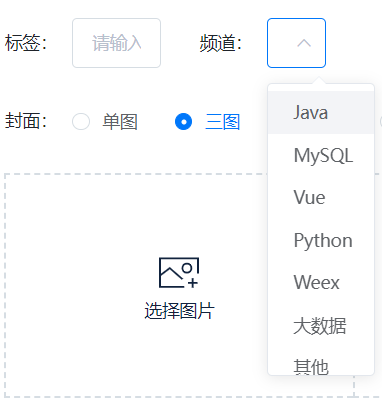 标签： 请输入 频道：
封面： 单图 三图
Java
MySQL
Vue
Python
Weex
大数据
其他
选择图片